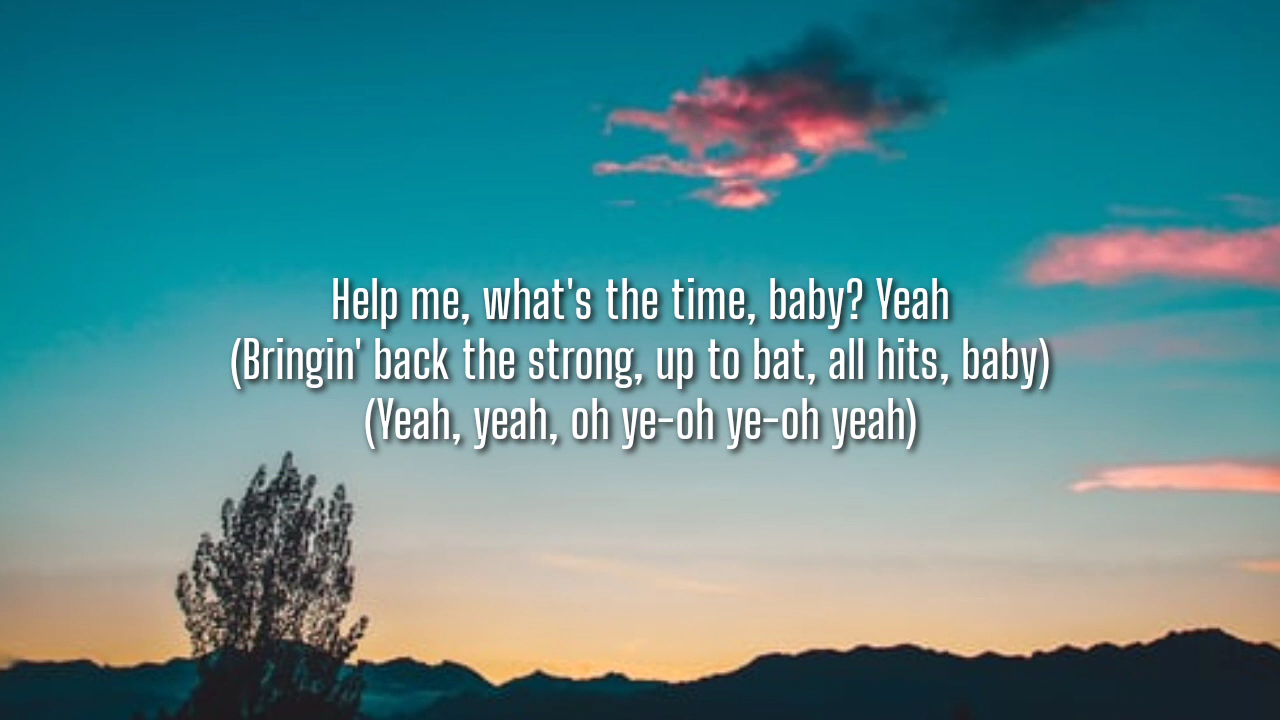 Help me, what's the time, baby? Yeah
(Bringin' back the strong, up to bat, all hits, baby)
(Yeah, yeah, oh ye-oh ye-oh yeah)